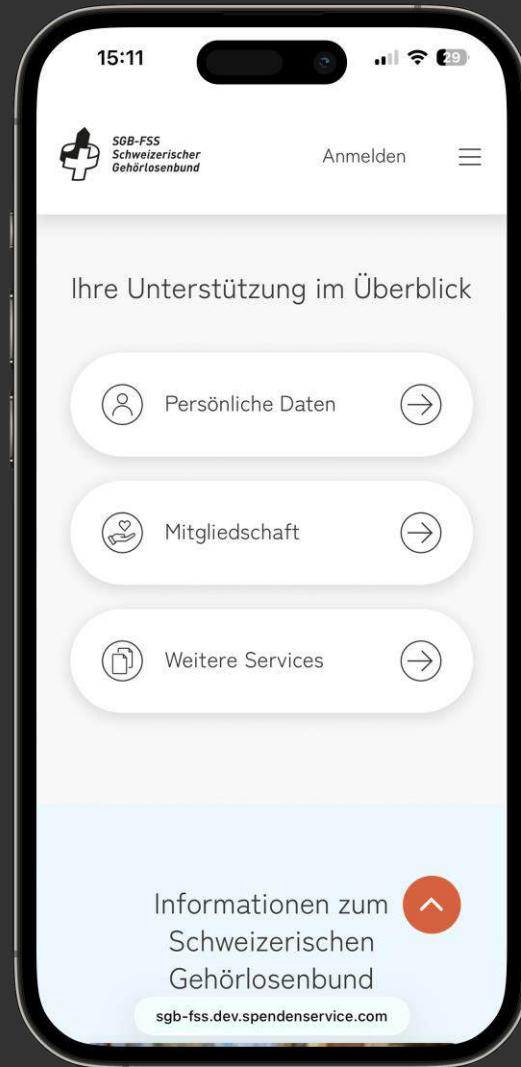 15:11
29
SGB-FSS
Schweizerischer
Gehörlosenbund
Anmelden
Ihre Unterstützung im Überblick
Persönliche Daten
Mitgliedschaft
Weitere Services
Informationen zum
Schweizerischen
Gehörlosenbund
sgb-fss.dev.spendenservice.com